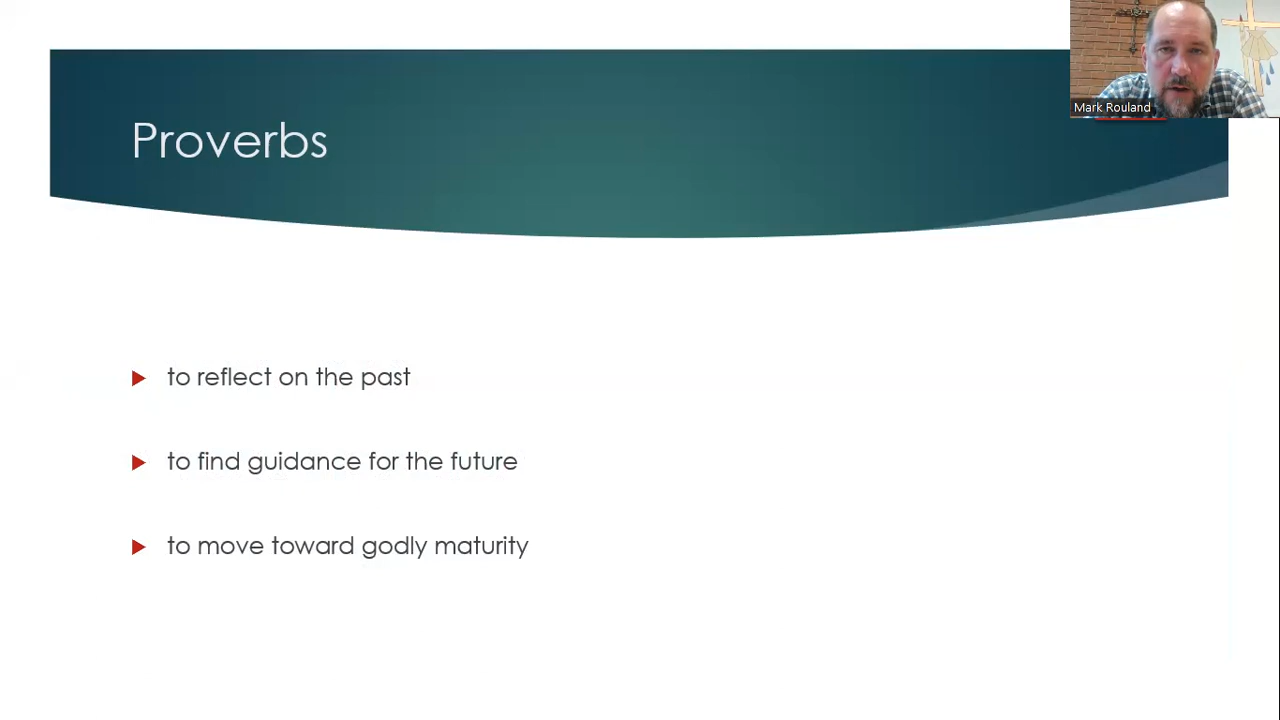 Proverbs
Mark Rouland
to reflect on the past
to find guidance for the future
to move toward godly maturity